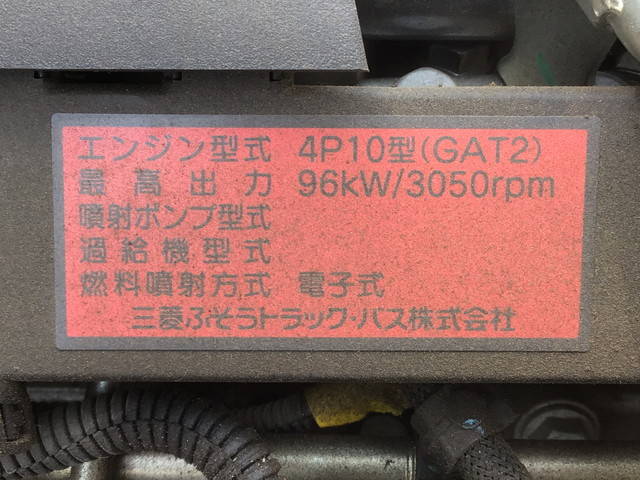 エンジン型式 4P10型(GAT2)
最高出力 96kW/3050rpm
噴射ポンプ型式
過給機型式
燃料噴射方式 電子式
三菱ふそうトラック・バス株式会社